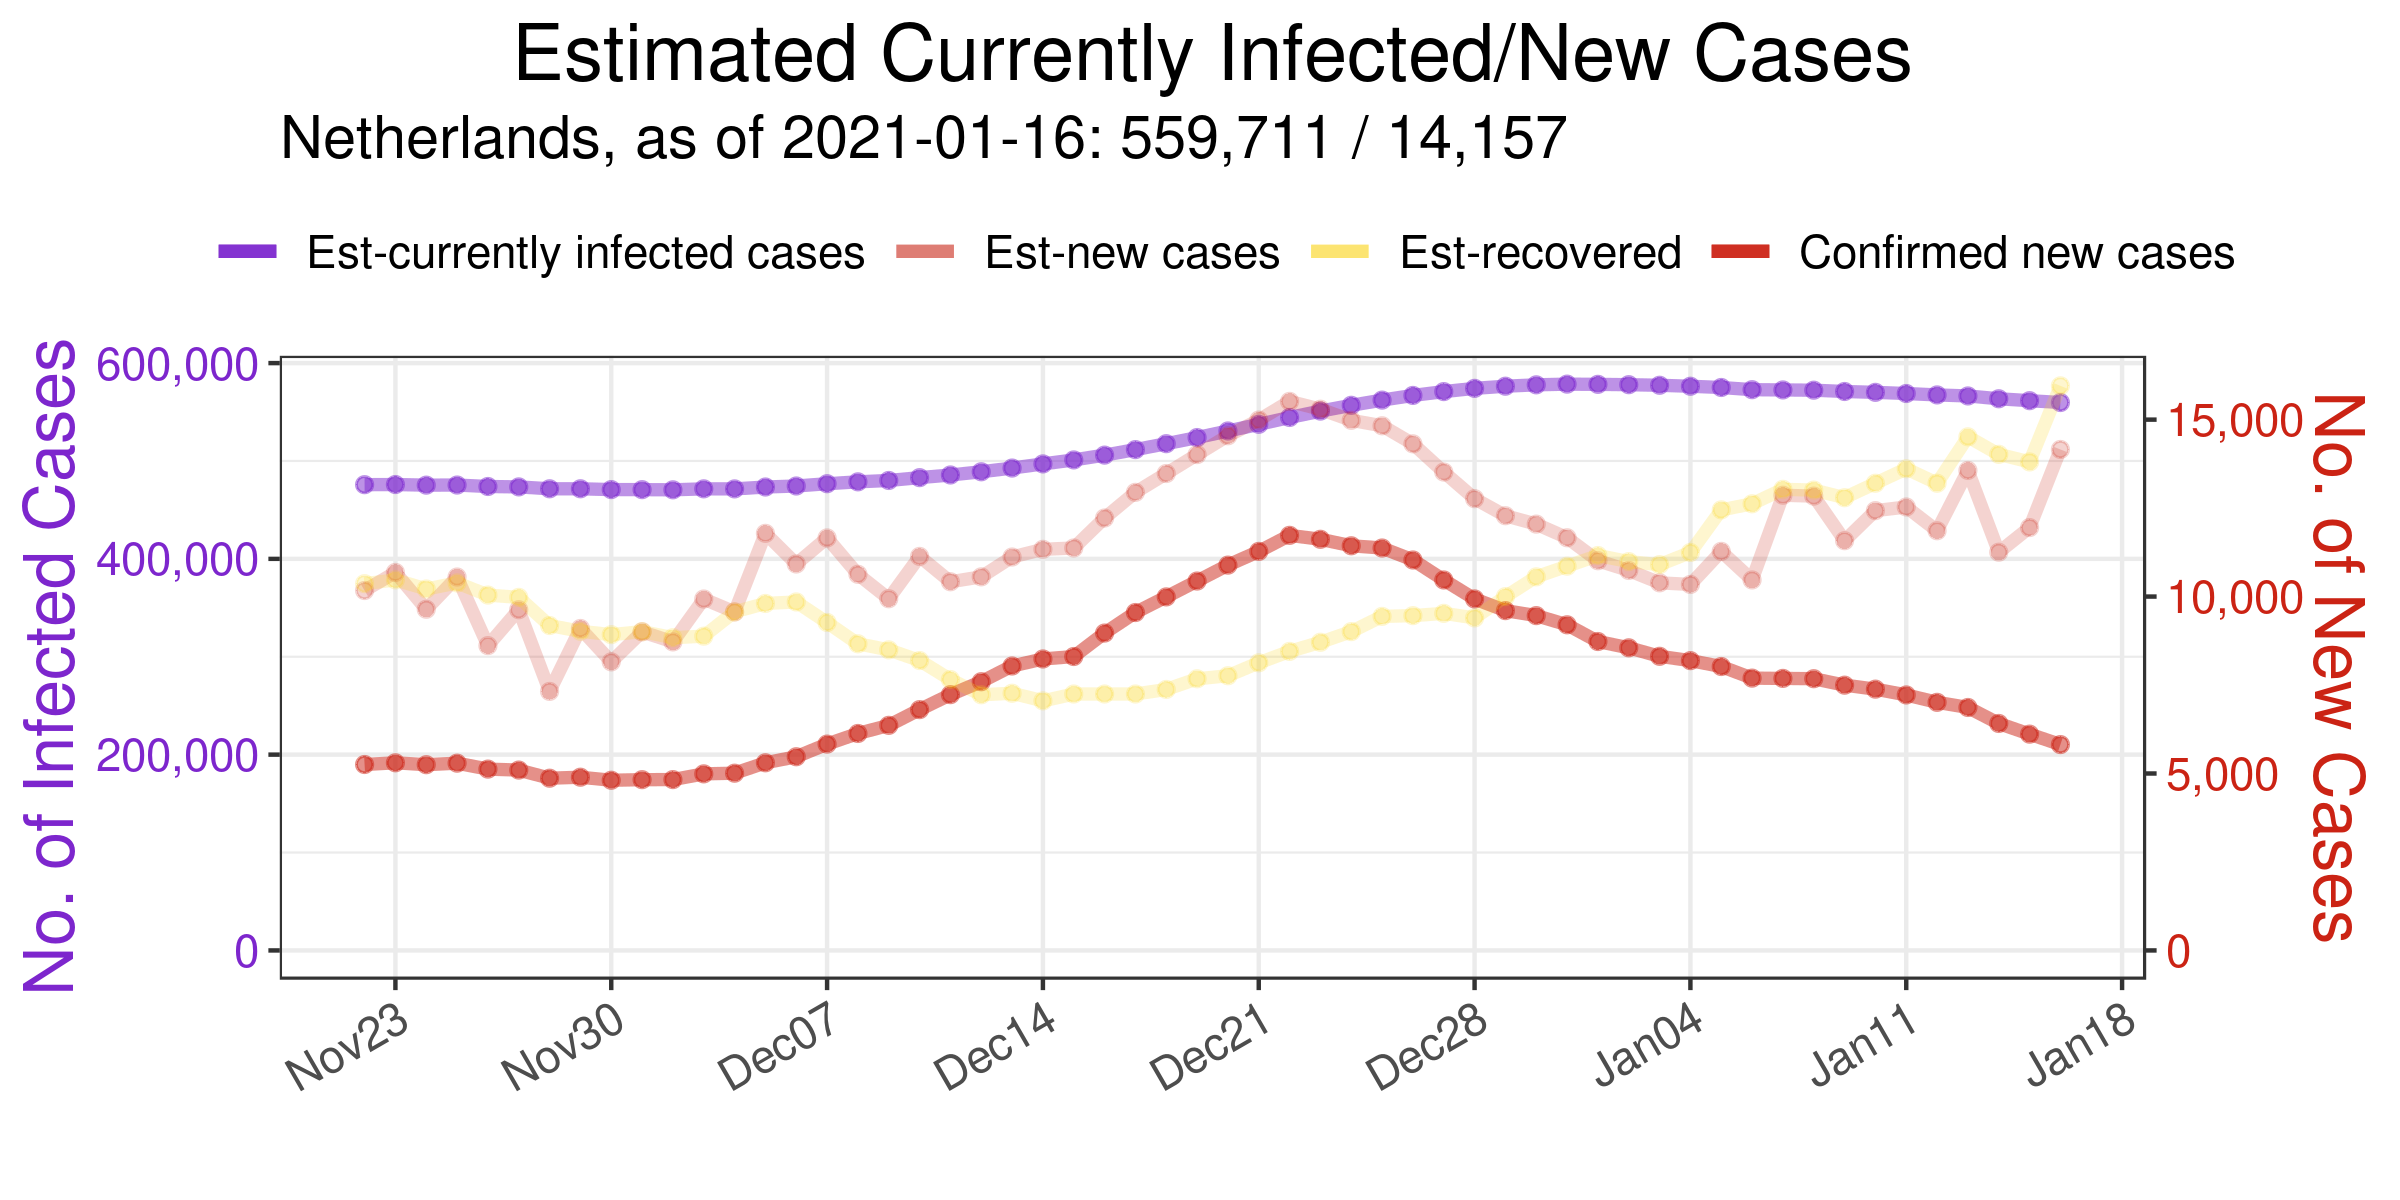 Estimated Currently Infected/New Cases
Netherlands, as of 2021-01-16: 559,711 / 14,157
Est-currently infected cases Est-new cases Est-recovered Confirmed new cases
No. of Infected Cases
600,000
400,000
200,000
0
15,000
10,000
5,000
0
No. of New Cases
Nov23 Nov30 Dec07 Dec14 Dec21 Dec28 Jan04 Jan11 Jan18